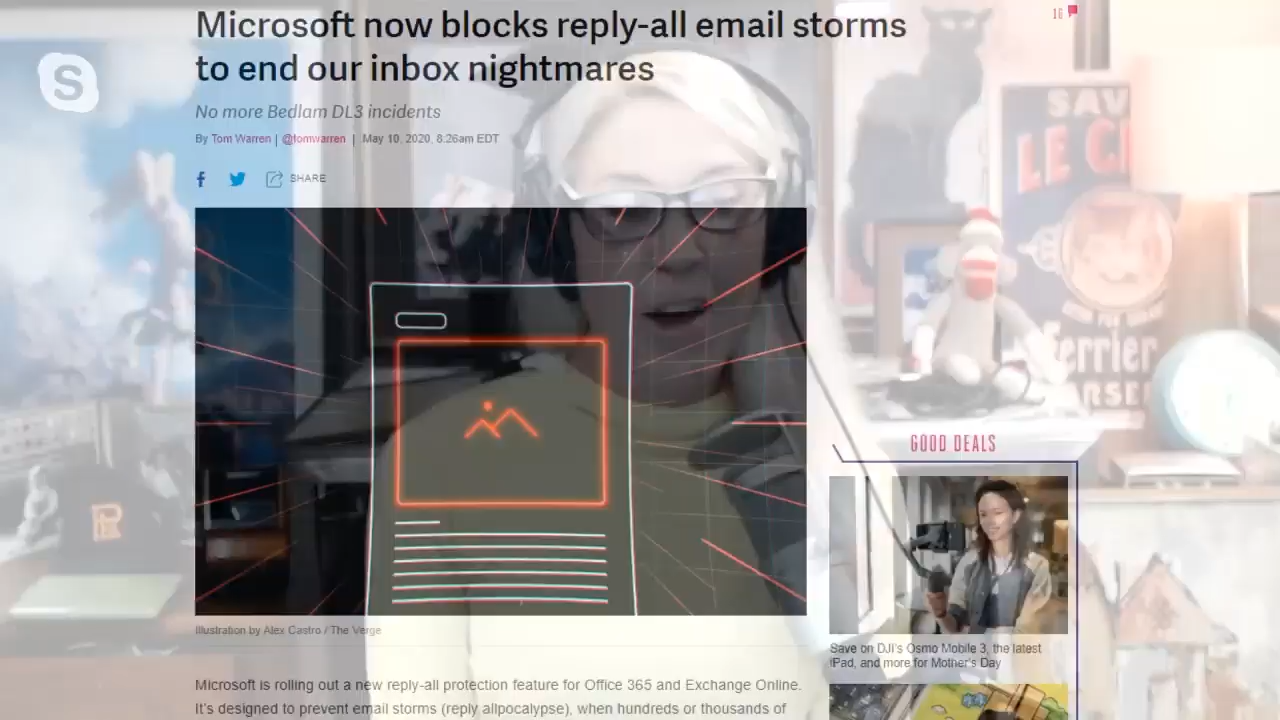 Microsoft now blocks reply-all email storms
to end our inbox nightmares
16
No more Bedlam DL3 incidents
By Tom Warren | @tomwarren | May 10, 2020, 8:26am EDT
SHARE
S
SAV
LE C
Perrier
GOOD DEALS
Illustration by Alex Castro / The Verge
Save on DJI's Osmo Mobile 3, the latest
iPad, and more for Mother's Day
Microsoft is rolling out a new reply-all protection feature for Office 365 and Exchange Online.
It's designed to prevent email storms (reply allpocalypse), when hundreds or thousands of